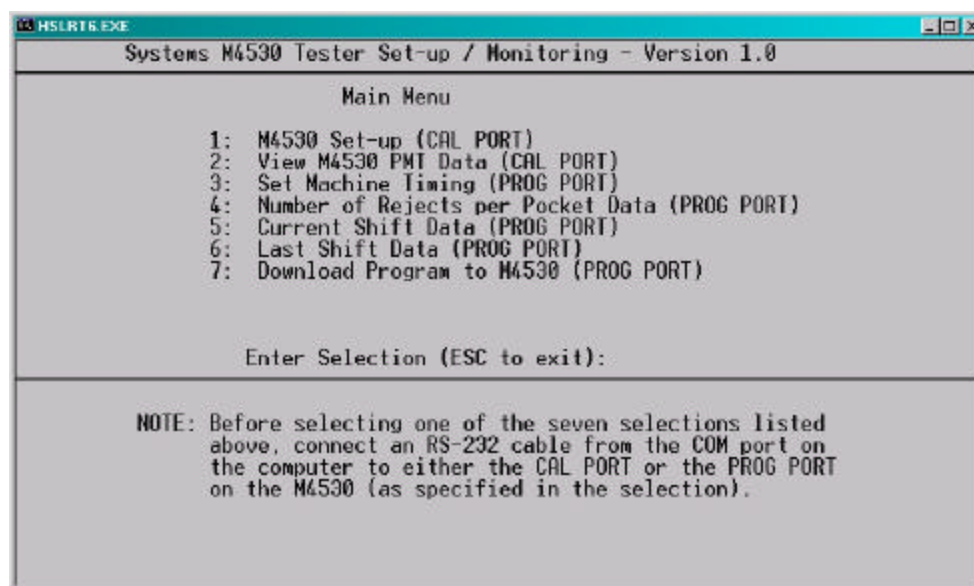 HSLRT6.EXE
Systems M4530 Tester Set-up / Monitoring - Version 1.0
Main Menu
1: M4530 Set-up (CAL PORT)
2: View M4530 PMT Data (CAL PORT)
3: Set Machine Timing (PROG PORT)
4: Number of Rejects per Pocket Data (PROG PORT)
5: Current Shift Data (PROG PORT)
6: Last Shift Data (PROG PORT)
7: Download Program to M4530 (PROG PORT)
Enter Selection (ESC to exit):
NOTE: Before selecting one of the seven selections listed
above, connect an RS-232 cable from the COM port on
the computer to either the CAL PORT or the PROG PORT
on the M4530 (as specified in the selection).